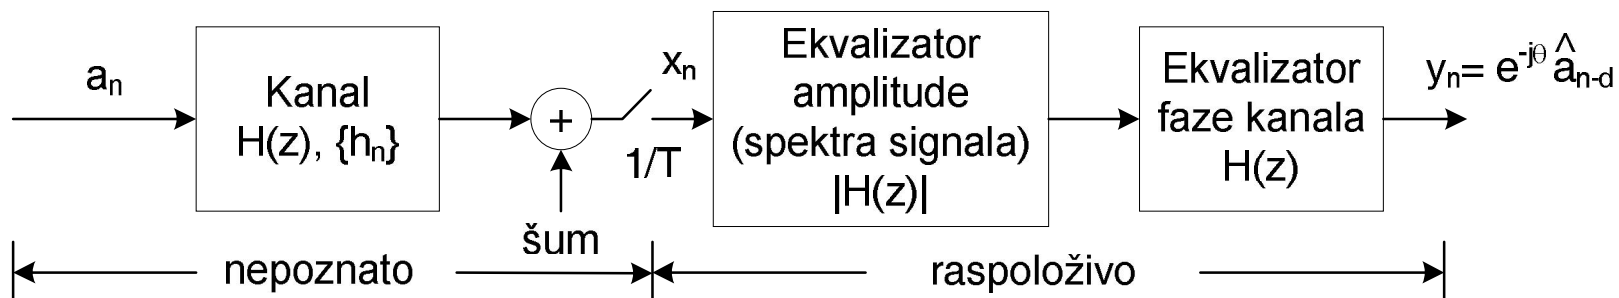 aₙ
Kanal
H(z), {hₙ}
+
šum
xₙ
1/T
Ekvalizator
amplitude
(spektra signala)
|H(z)|
Ekvalizator
faze kanala
H(z)
yₙ= e^-jθ âₙ₋d
nepoznato
raspoloživo